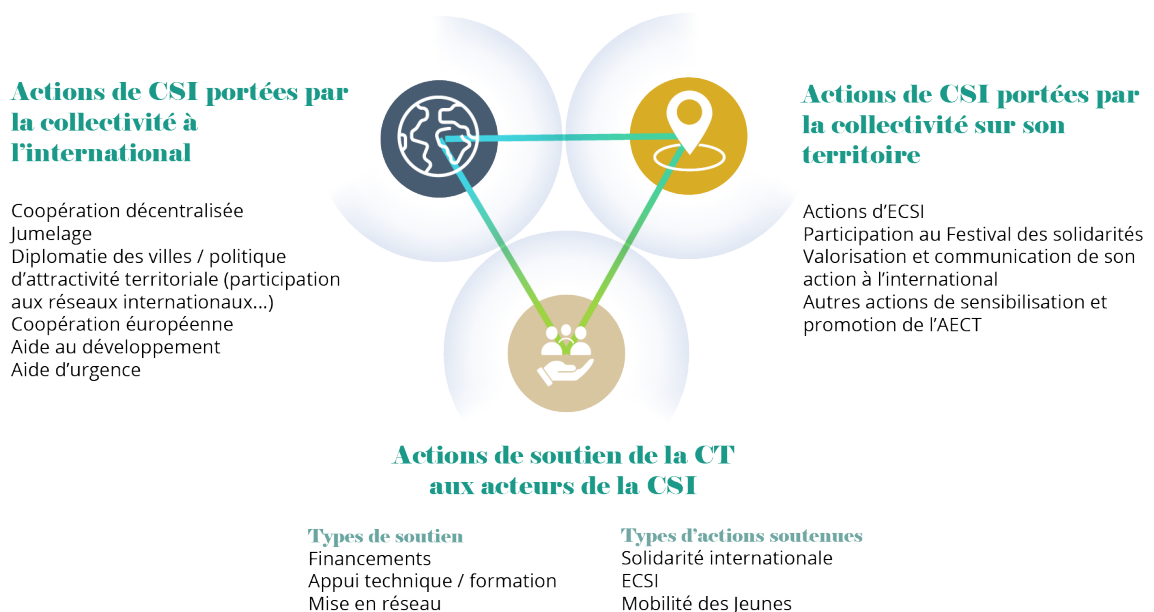 Actions de CSI portées par
la collectivité à
l’international
Coopération décentralisée
Jumelage
Diplomatie des villes / politique
d’attractivité territoriale (participation
aux réseaux internationaux...)
Coopération éuropéenne
Aide au développement
Aide d’urgence
Actions de CSI portées par
la collectivité sur son
territoire
Actions d’ECSI
Participation au Festival des solidarités
Valorisation et communication de son
action à l’international
Autres actions de sensibilisation et
promotion de l’AECT
Actions de soutien de la CT
aux acteurs de la CSI
Types de soutien
Financements
Appui technique / formation
Mise en réseau
Types d’actions soutenues
Solidarité internationale
ECSI
Mobilité des Jeunes